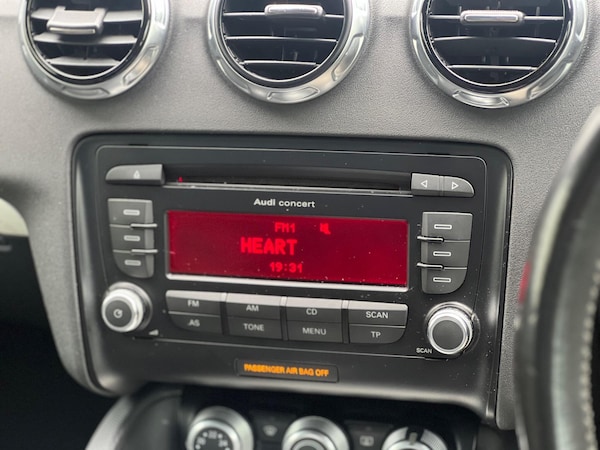 Audi concert
FM1
HEART
19:31
FM AM CD SCAN
AS TONE MENU TP
SCAN
PASSENGER AIR BAG OFF